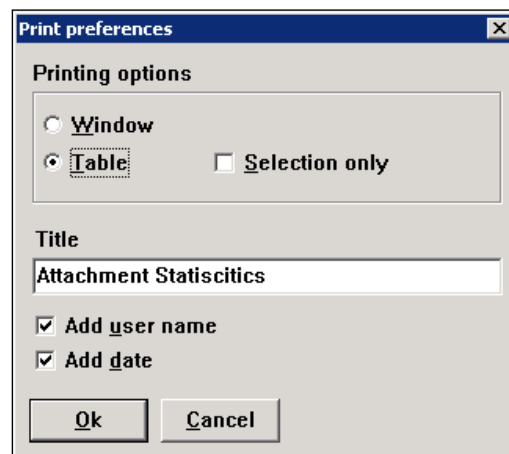 Print preferences
Printing options
Window
Table Selection only
Title
Attachment Statiscitics
Add user name
Add date
Ok Cancel